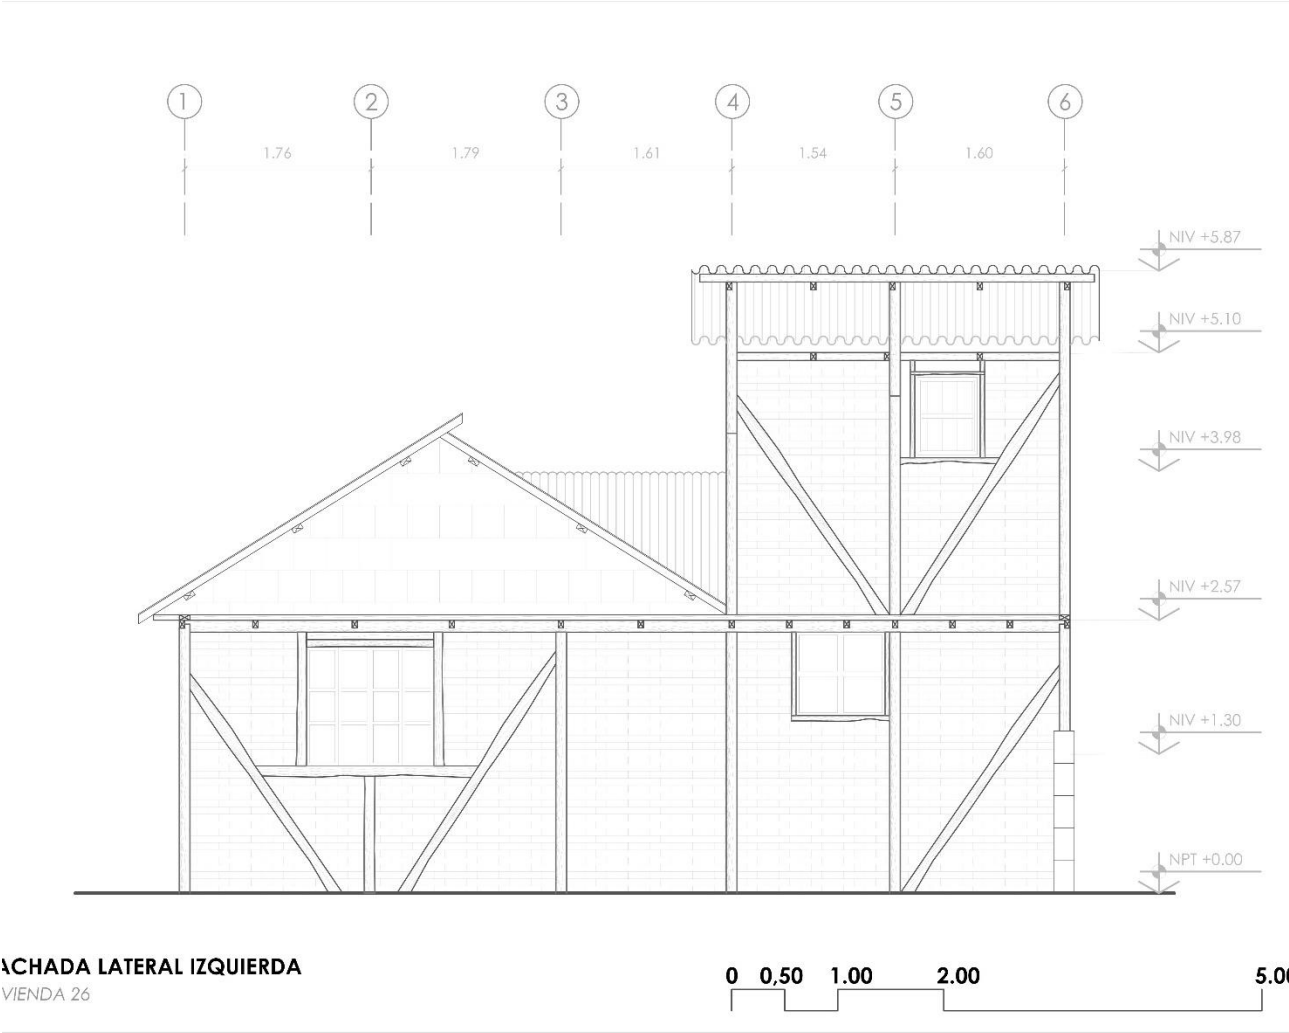 1 2 3 4 5 6
1.76 1.79 1.61 1.54 1.60
NIV +5.87
NIV +5.10
NIV +3.98
NIV +2.57
NIV +1.30
NPT +0.00
ACHADA LATERAL IZQUIERDA
VIENDA 26
0 0,50 1.00 2.00 5.00